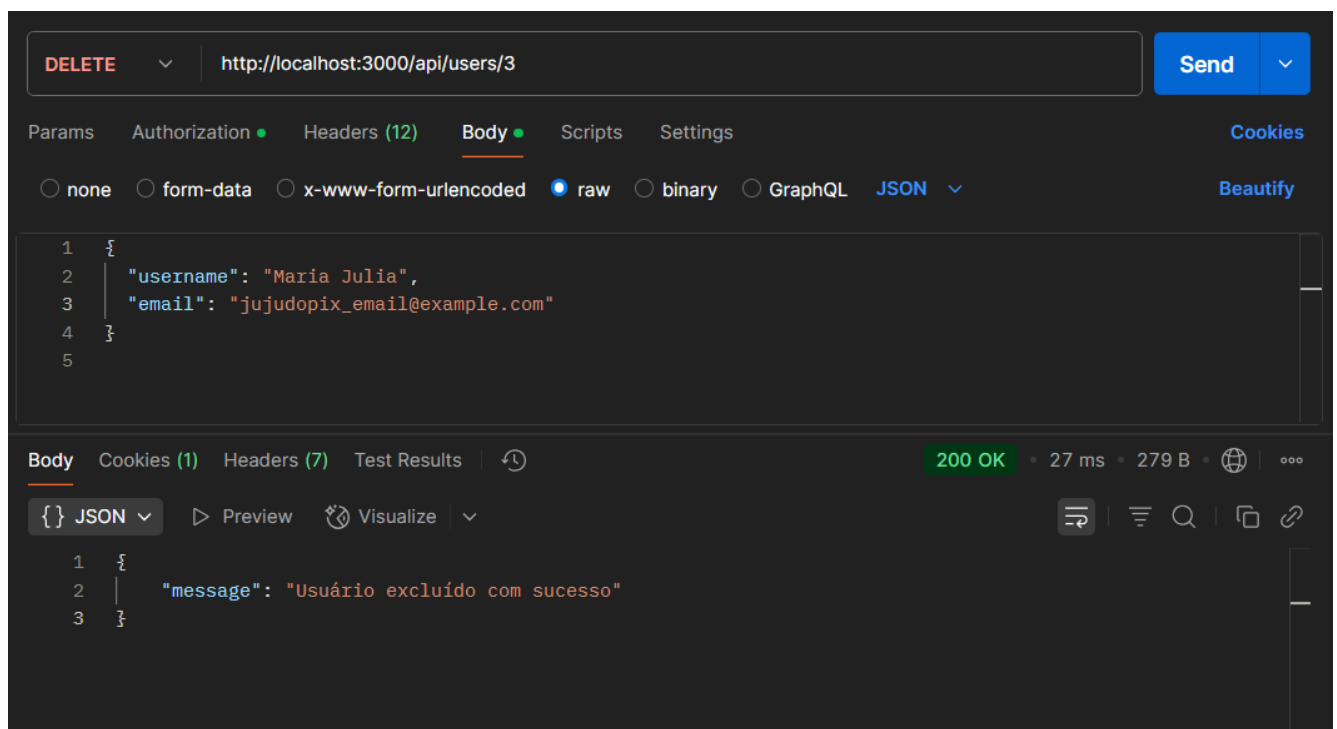 DELETE http://localhost:3000/api/users/3 Send
Params Authorization Headers (12) Body Scripts Settings Cookies
none form-data x-www-form-urlencoded raw binary GraphQL JSON Beautify
1 {
2 "username": "Maria Julia",
3 "email": "jujudopix_email@example.com"
4 }
5
Body Cookies (1) Headers (7) Test Results 200 OK • 27 ms • 279 B •
{} JSON Preview Visualize
1 {
2 "message": "Usuário excluído com sucesso"
3 }